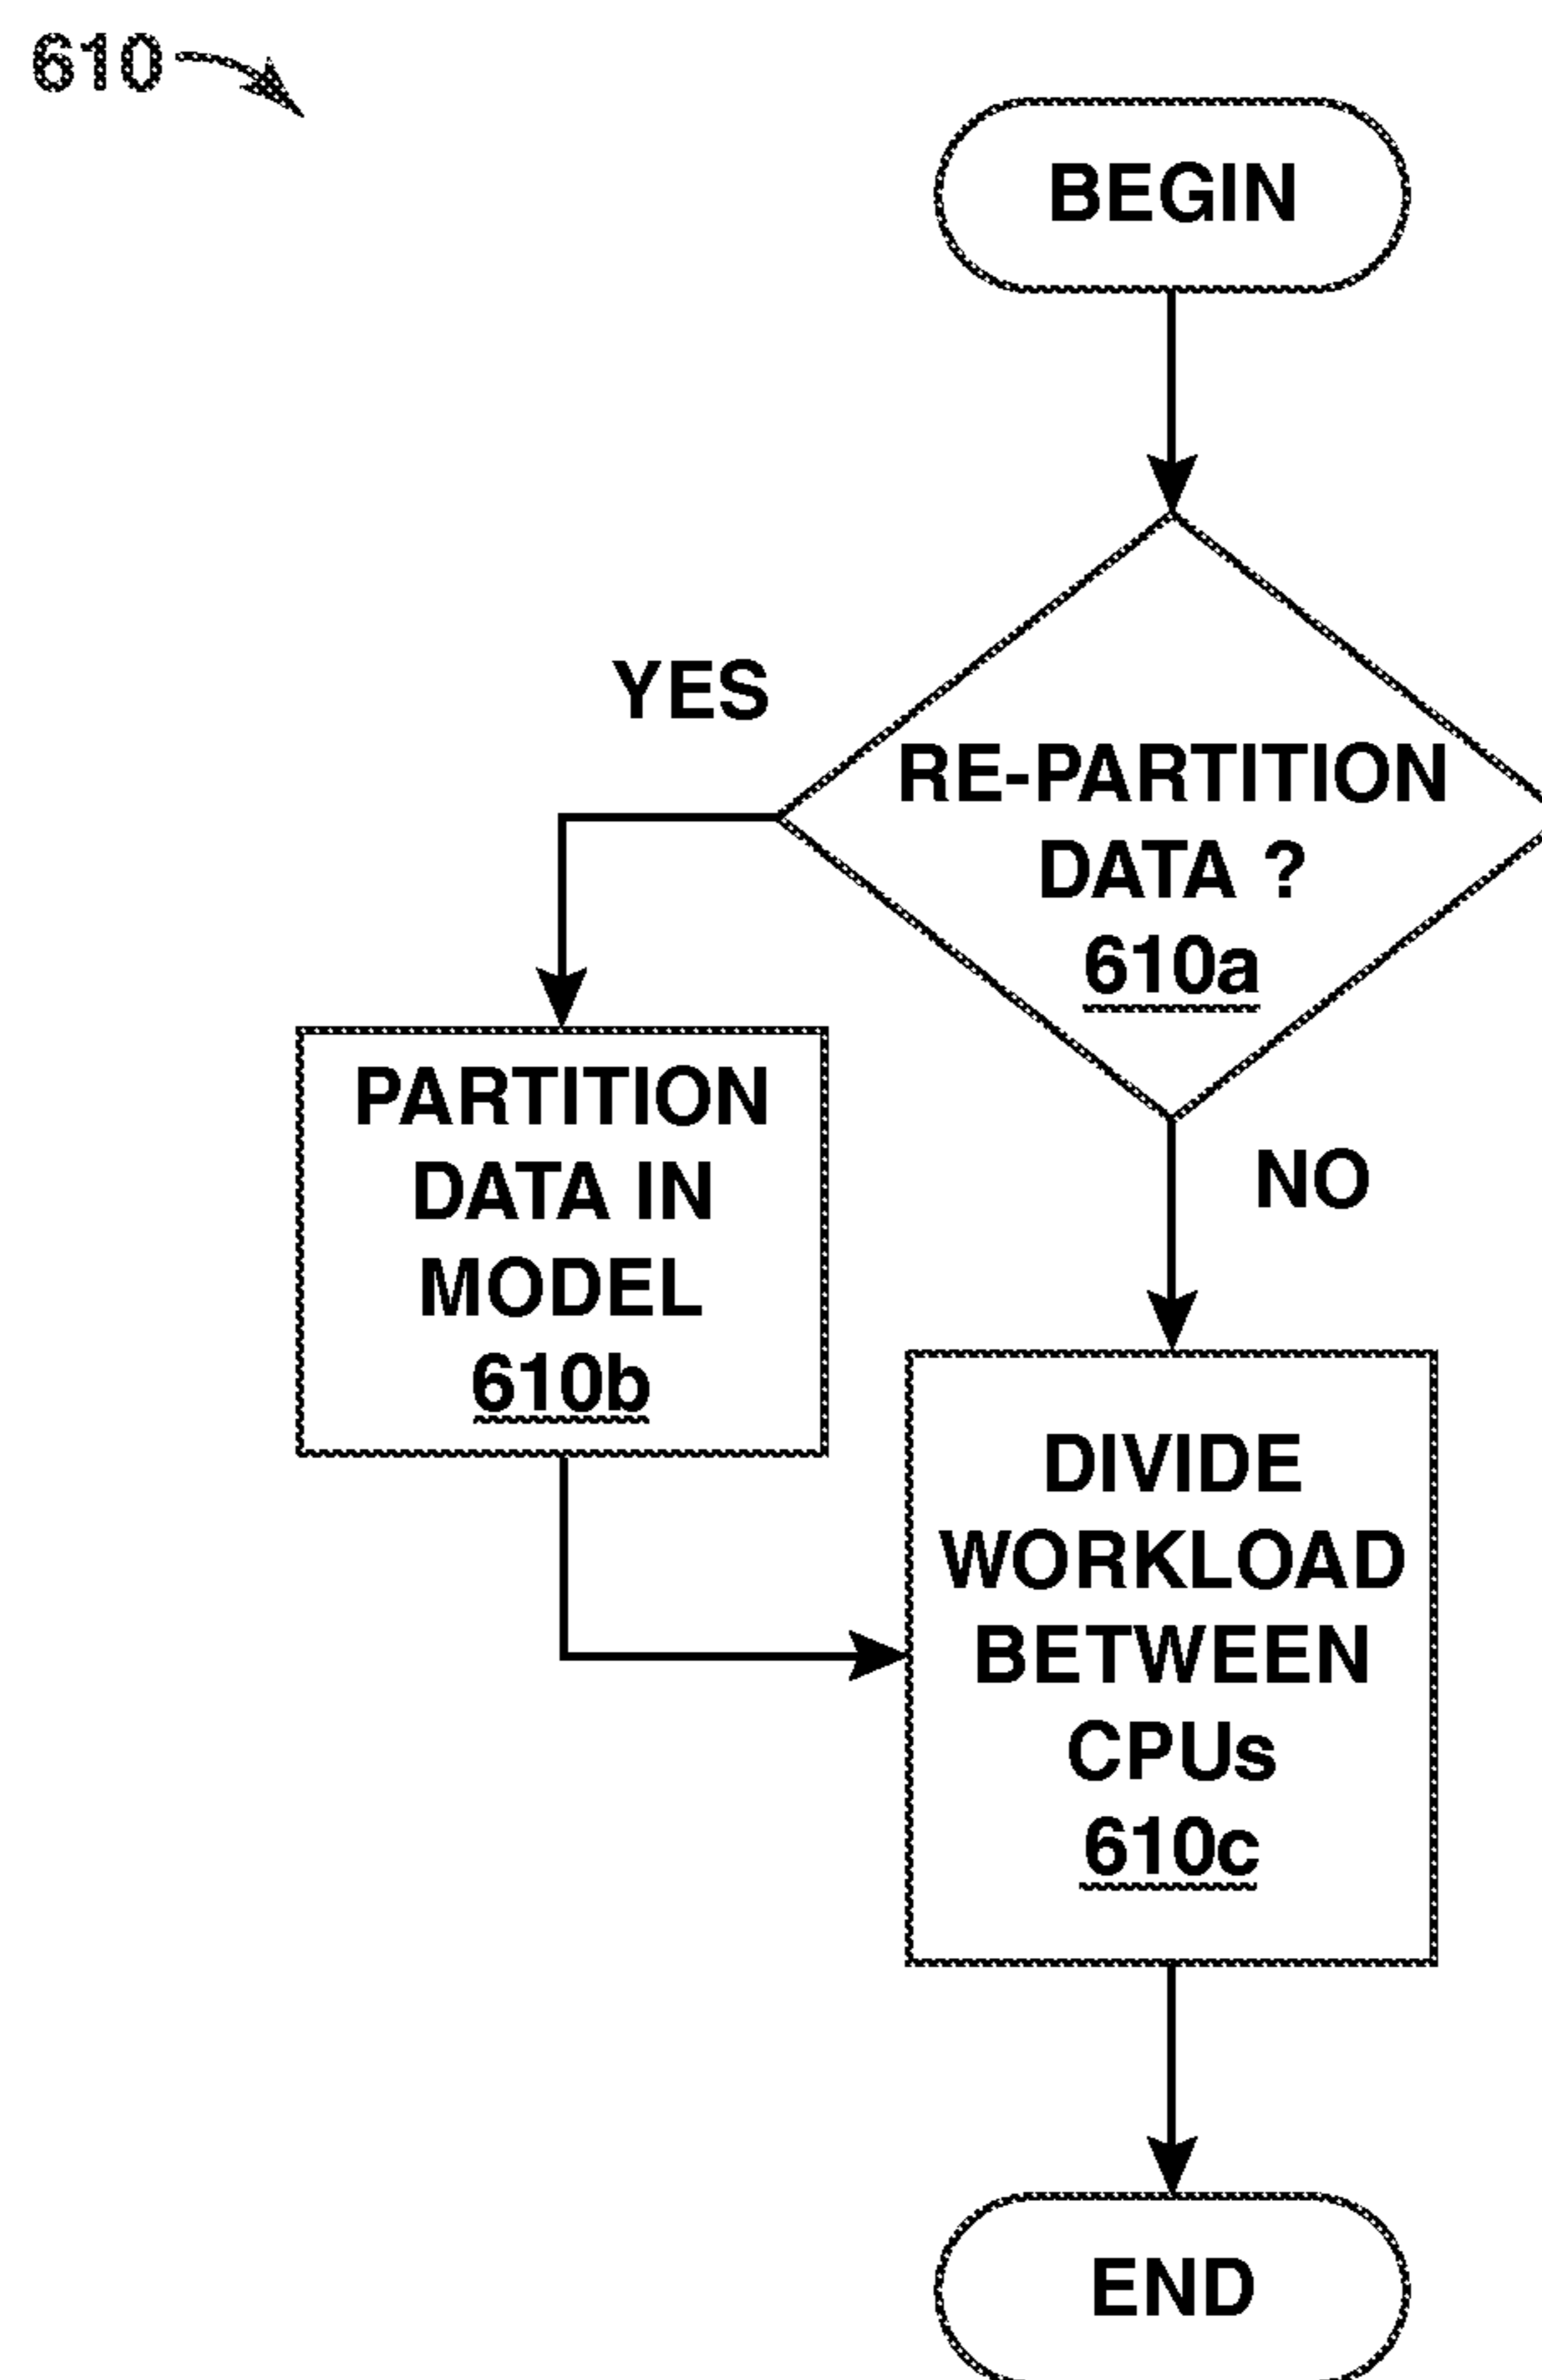 610
BEGIN
YES
RE-PARTITION
DATA ?
610a
PARTITION
DATA IN
MODEL
610b
NO
DIVIDE
WORKLOAD
BETWEEN
CPUs
610c
END